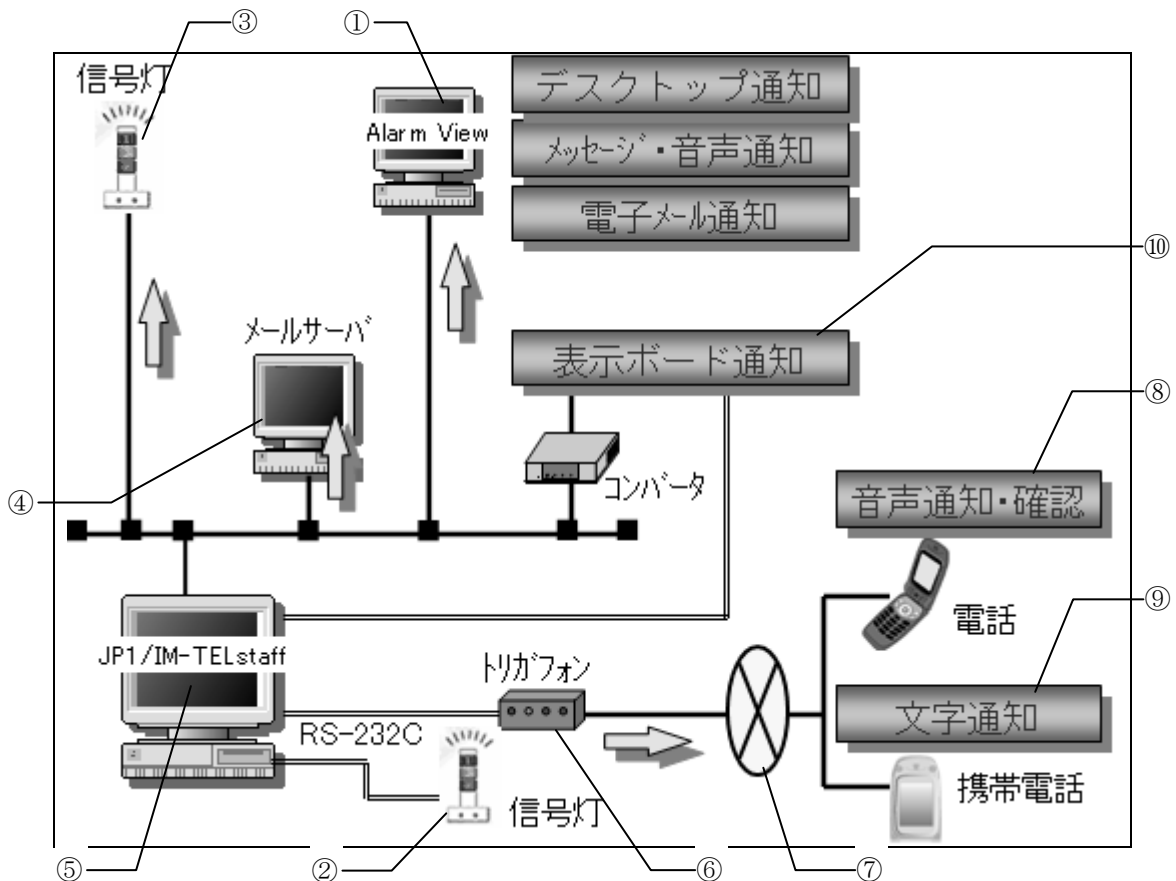 ③
①
信号灯
Alarm View
デスクトップ通知
メッセージ・音声通知
電子メール通知
⑩
メールサーバ
表示ボード通知
⑧
④
コンバータ
音声通知・確認
電話
⑨
JP1/IM-TELstaff
トリガフォン
文字通知
RS-232C
携帯電話
信号灯
⑤
②
⑥
⑦